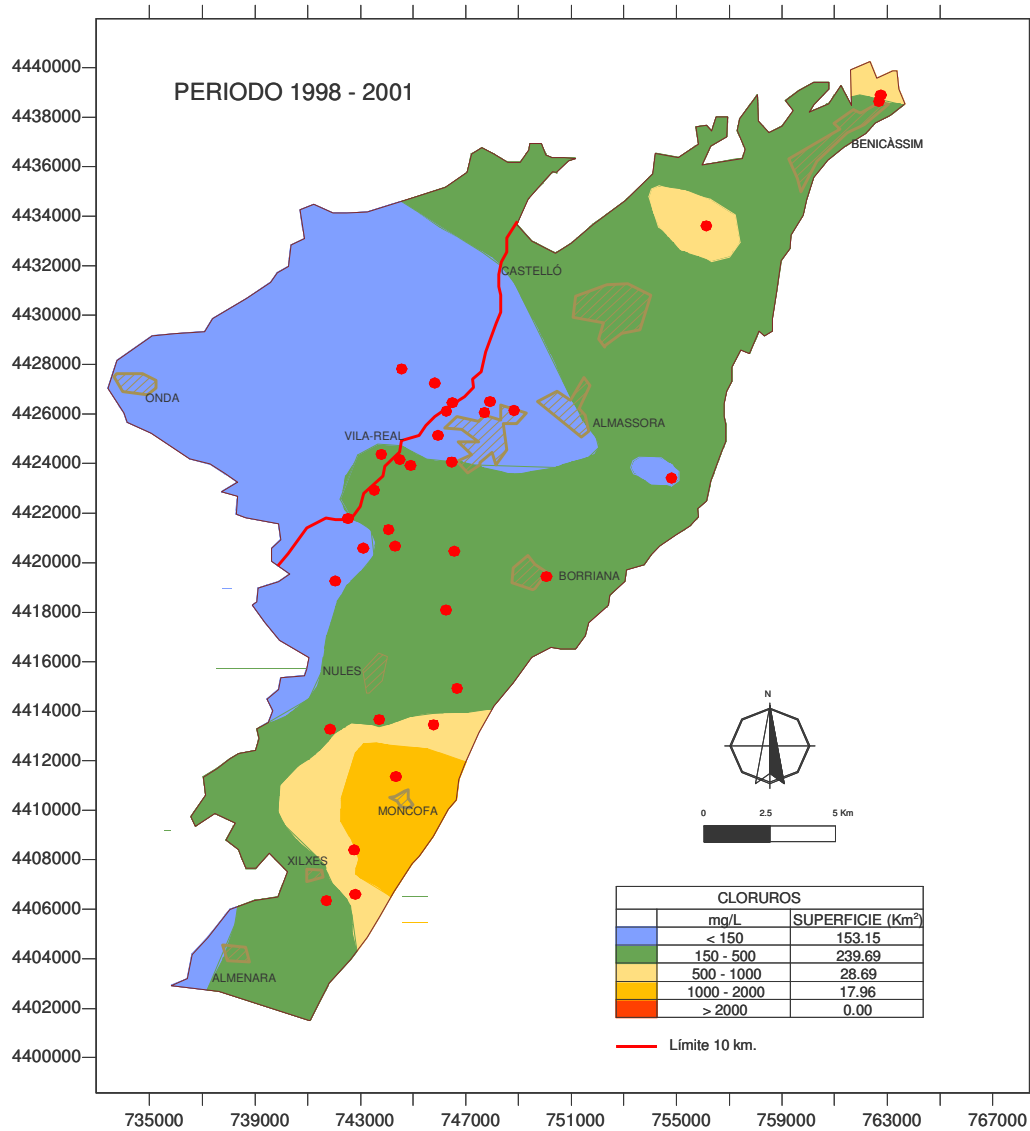 4440000
PERIODO 1998 - 2001
4438000
BENICÀSSIM
4436000
4434000
4432000
CASTELLÓ
4430000
4428000
ONDA
4426000
ALMASSORA
VILA-REAL
4424000
4422000
4420000
BORRIANA
4418000
4416000
NULES
4414000
N
4412000
4410000
MONCOFA
0 2.5 5 Km
4408000
XILXES
4406000
CLORUROS
mg/L SUPERFICIE (Km²)
< 150 153.15
150 - 500 239.69
500 - 1000 28.69
1000 - 2000 17.96
> 2000 0.00
4404000
ALMENARA
4402000
Límite 10 km.
4400000
735000 739000 743000 747000 751000 755000 759000 763000 767000